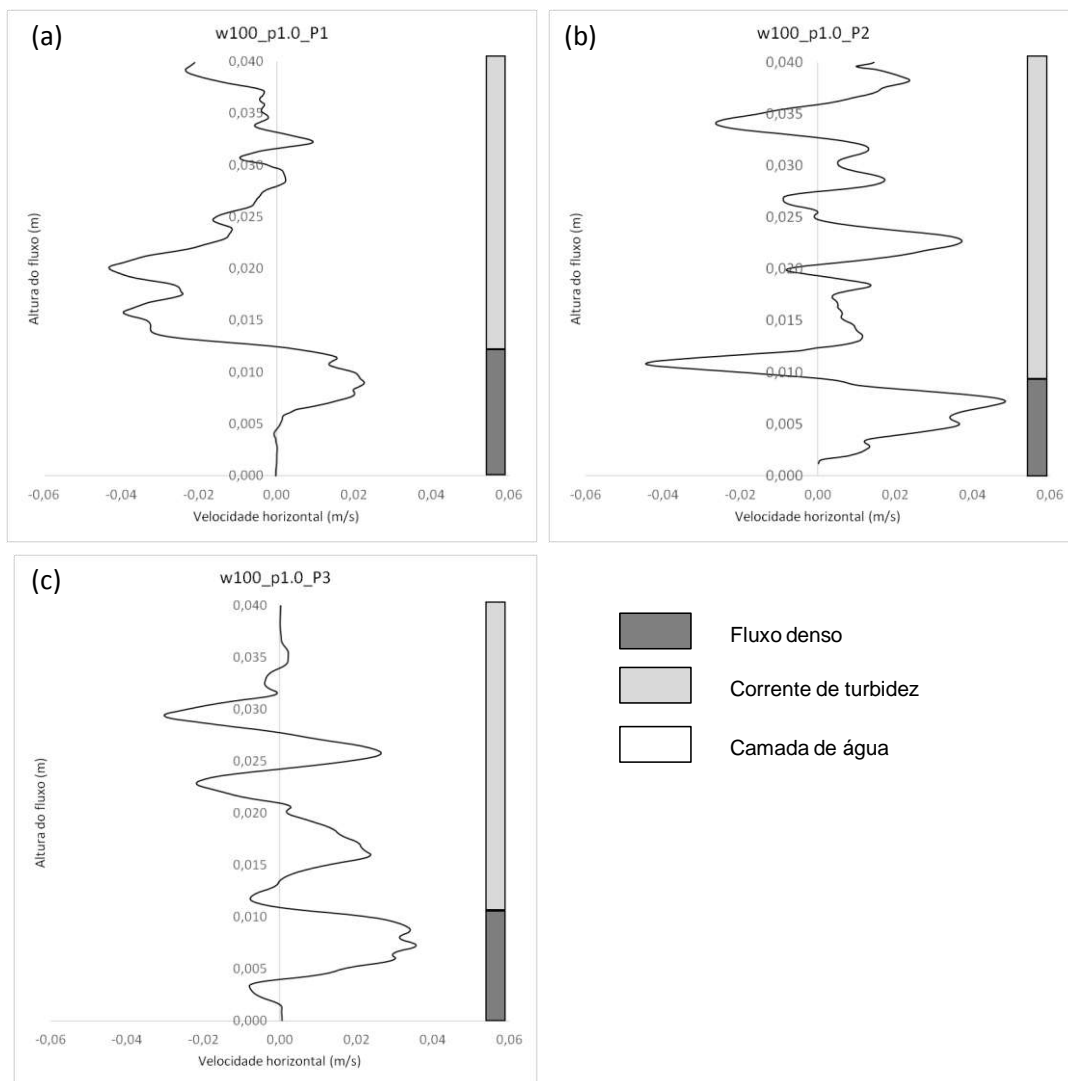 (a)
w100_p1.0_P1
Altura do fluxo (m)
0,040
0,035
0,030
0,025
0,020
0,015
0,010
0,005
0,000
-0,06 -0,04 -0,02 0,00 0,02 0,04 0,06
Velocidade horizontal (m/s)
(b)
w100_p1.0_P2
Altura do fluxo (m)
0,040
0,035
0,030
0,025
0,020
0,015
0,010
0,005
0,000
-0,06 -0,04 -0,02 0,00 0,02 0,04 0,06
Velocidade horizontal (m/s)
(c)
w100_p1.0_P3
Altura do fluxo (m)
0,040
0,035
0,030
0,025
0,020
0,015
0,010
0,005
0,000
-0,06 -0,04 -0,02 0,00 0,02 0,04 0,06
Velocidade horizontal (m/s)
Fluxo denso
Corrente de turbidez
Camada de água